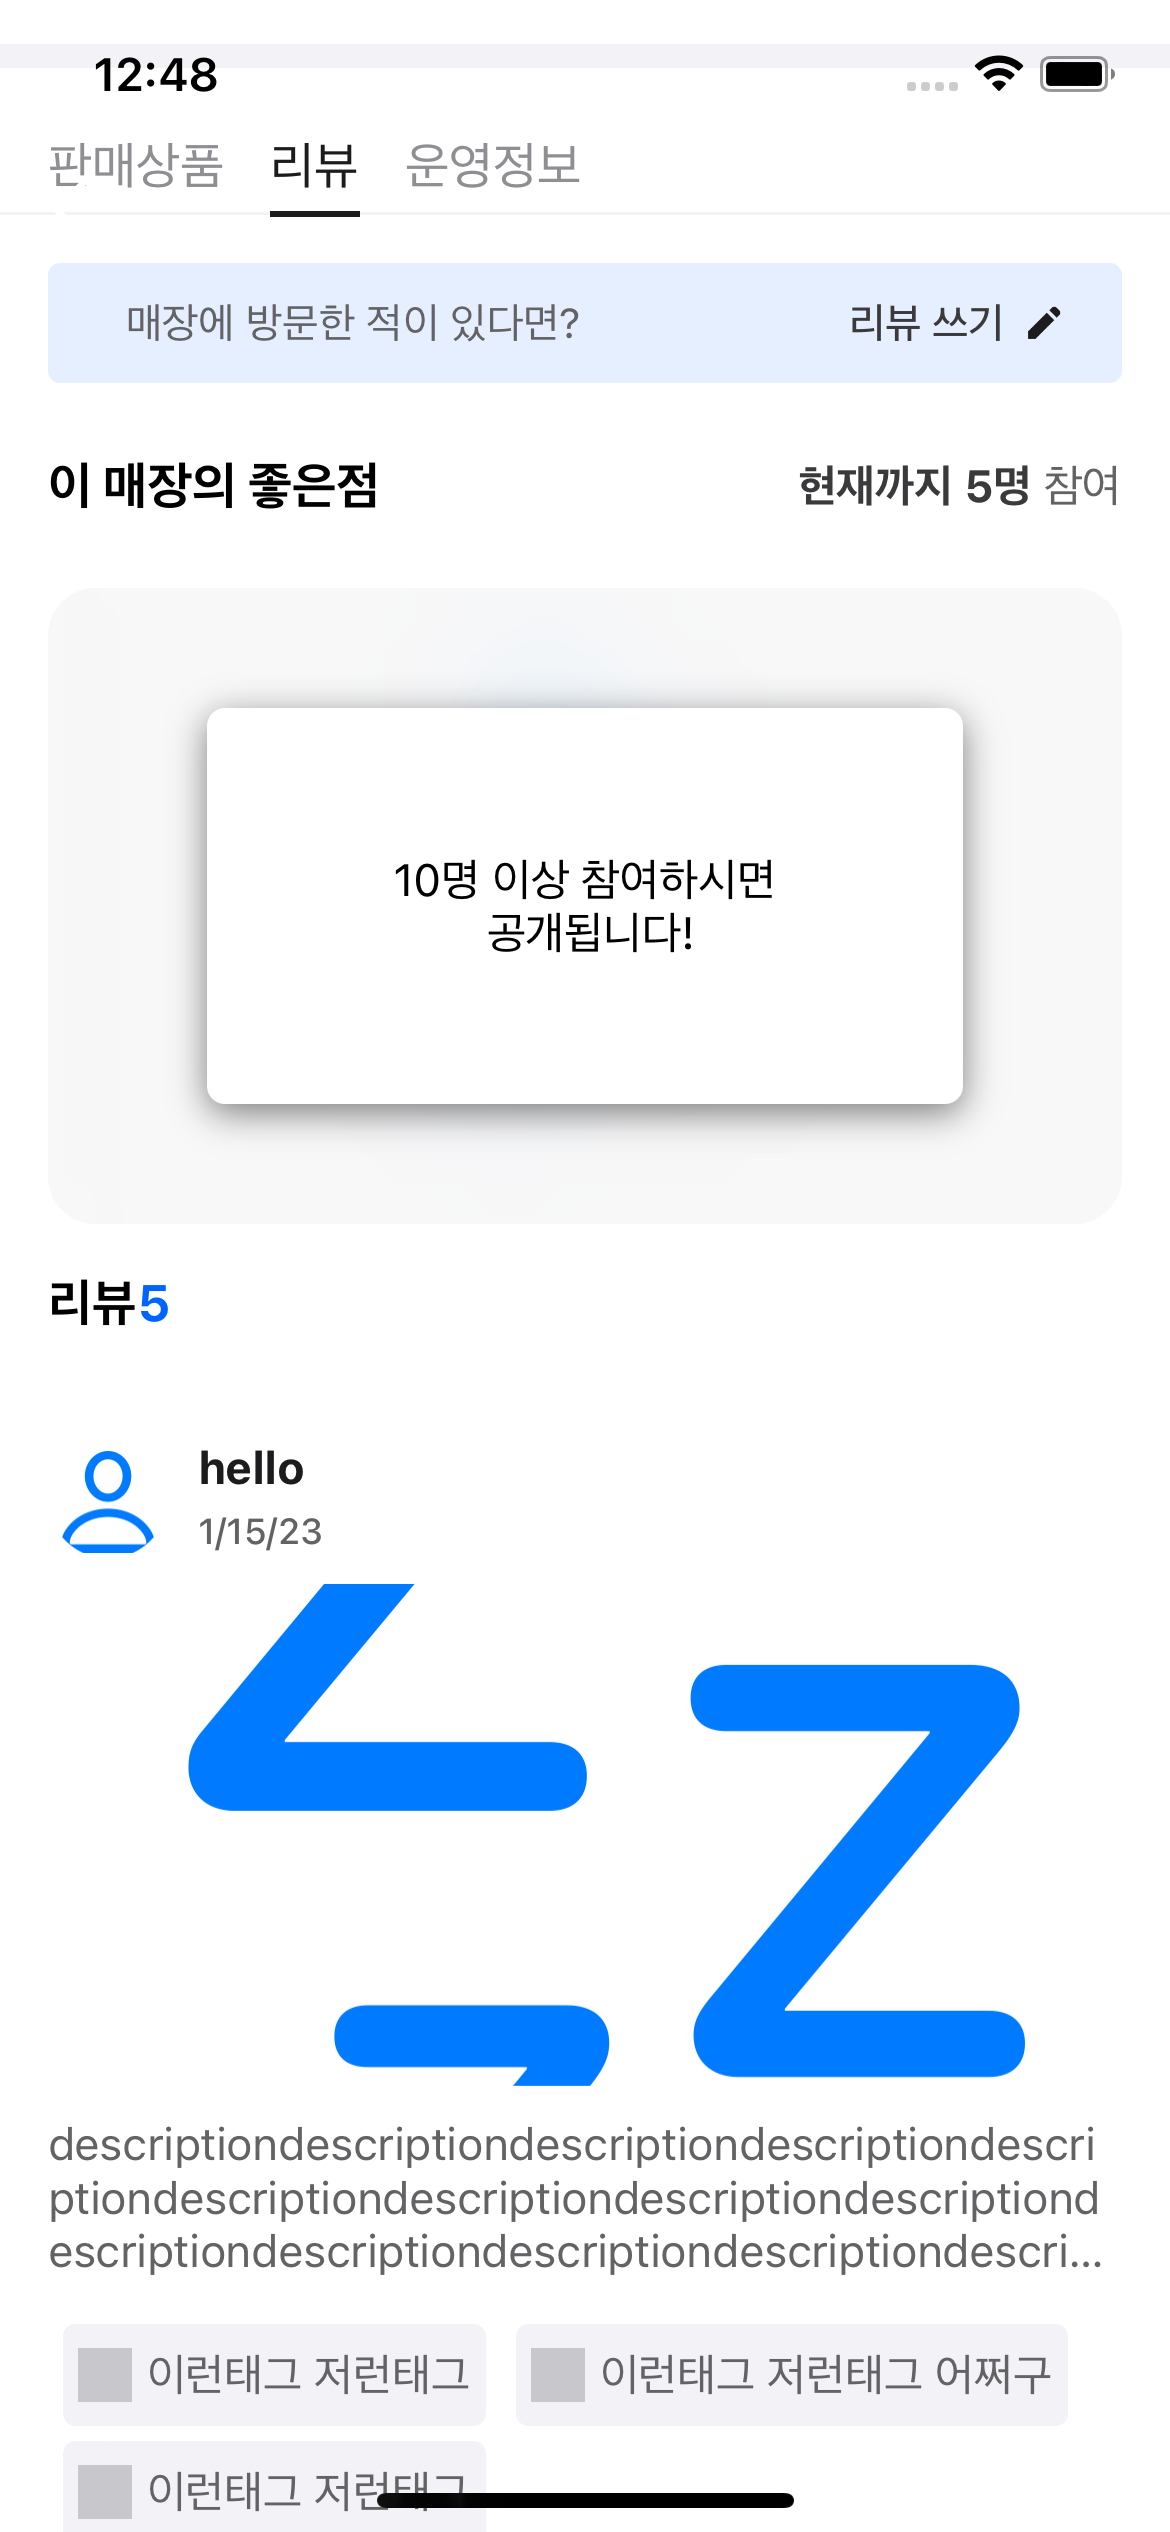 12:48
판매상품 리뷰 운영정보
매장에 방문한 적이 있다면? 리뷰 쓰기
이 매장의 좋은점 현재까지 5명 참여
10명 이상 참여하시면
공개됩니다!
리뷰5
hello
1/15/23
descriptiondescriptiondescriptiondescriptiondescri
ptiondescriptiondescriptiondescriptiondescriptiond
escriptiondescriptiondescriptiondescriptiondescri...
이런태그 저런태그 이런태그 저런태그 어쩌구
이런태그 저런태그